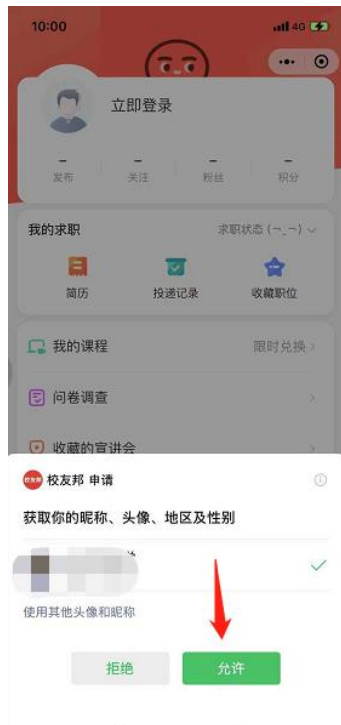 10:00
4G
立即登录
- - - -
发布 关注 粉丝 积分
我的求职 求职状态 (¬_¬)
简历 投递记录 收藏职位
我的课程 限时兑换
问卷调查
收藏的宣讲会
校友邦 申请
获取你的昵称、头像、地区及性别
使用其他头像和昵称
拒绝 允许